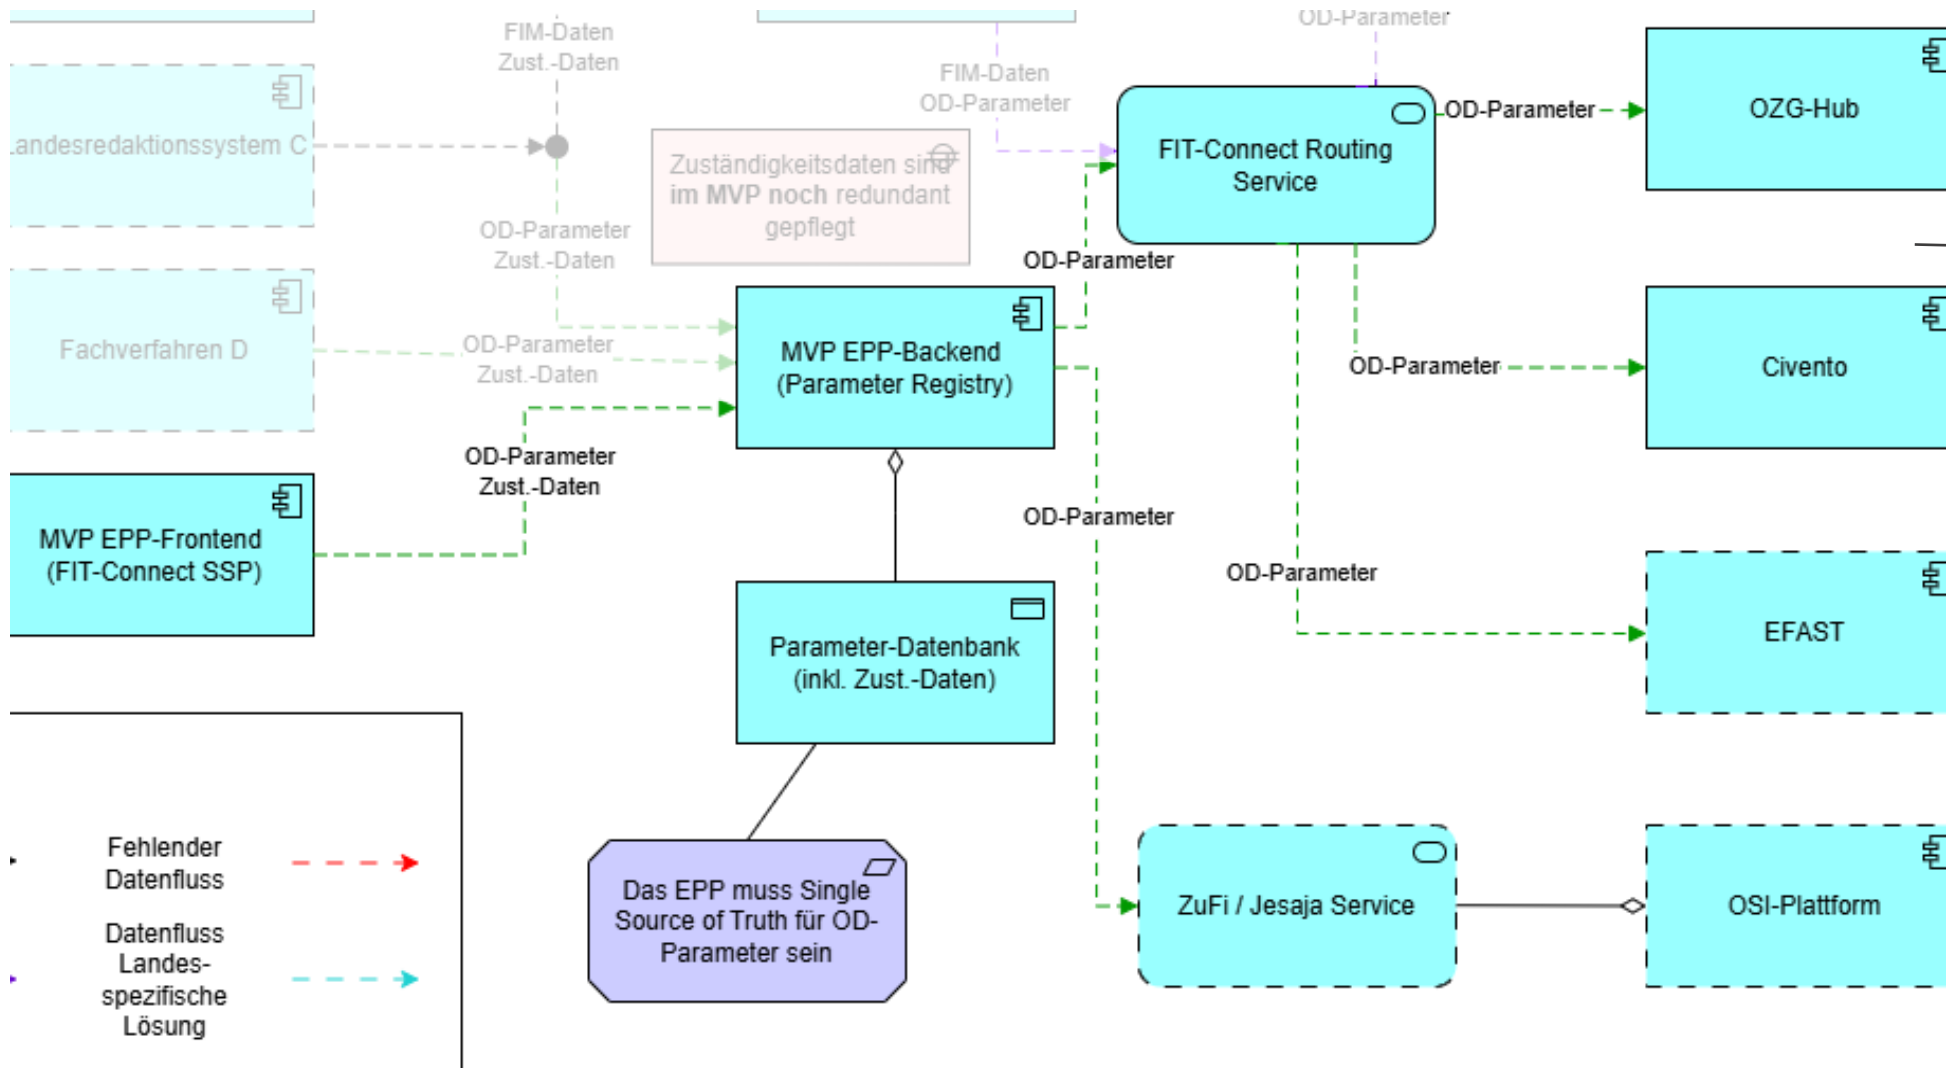 FIM-Daten
Zust.-Daten
OD-Parameter
FIM-Daten
OD-Parameter
Landesredaktionssystem C
Zuständigkeitsdaten sind
im MVP noch redundant
gepflegt
FIT-Connect Routing
Service
OD-Parameter
OZG-Hub
OD-Parameter
Zust.-Daten
OD-Parameter
Fachverfahren D
OD-Parameter
Zust.-Daten
MVP EPP-Backend
(Parameter Registry)
OD-Parameter
Civento
OD-Parameter
Zust.-Daten
MVP EPP-Frontend
(FIT-Connect SSP)
OD-Parameter
OD-Parameter
EFAST
Parameter-Datenbank
(inkl. Zust.-Daten)
Fehlender
Datenfluss
Datenfluss
Landes-
spezifische
Lösung
Das EPP muss Single
Source of Truth für OD-
Parameter sein
ZuFi / Jesaja Service
OSI-Plattform